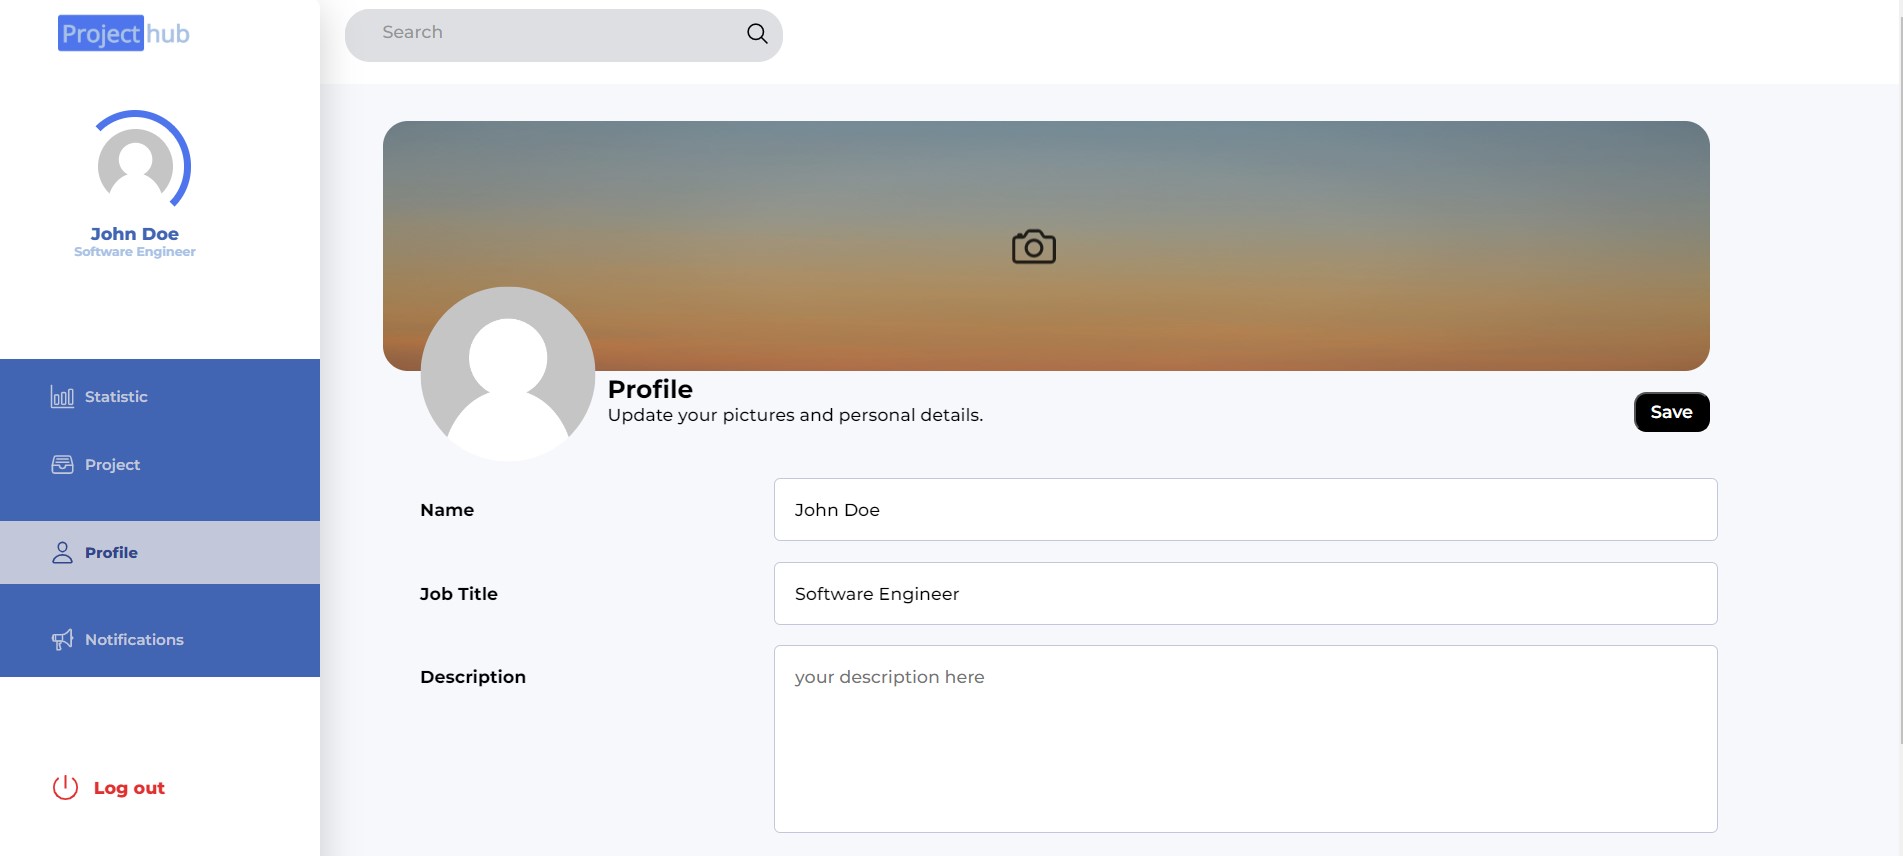 Project hub
Search
John Doe
Software Engineer
Statistic
Project
Profile
Notifications
Log out
Profile
Update your pictures and personal details.
Save
Name
John Doe
Job Title
Software Engineer
Description
your description here